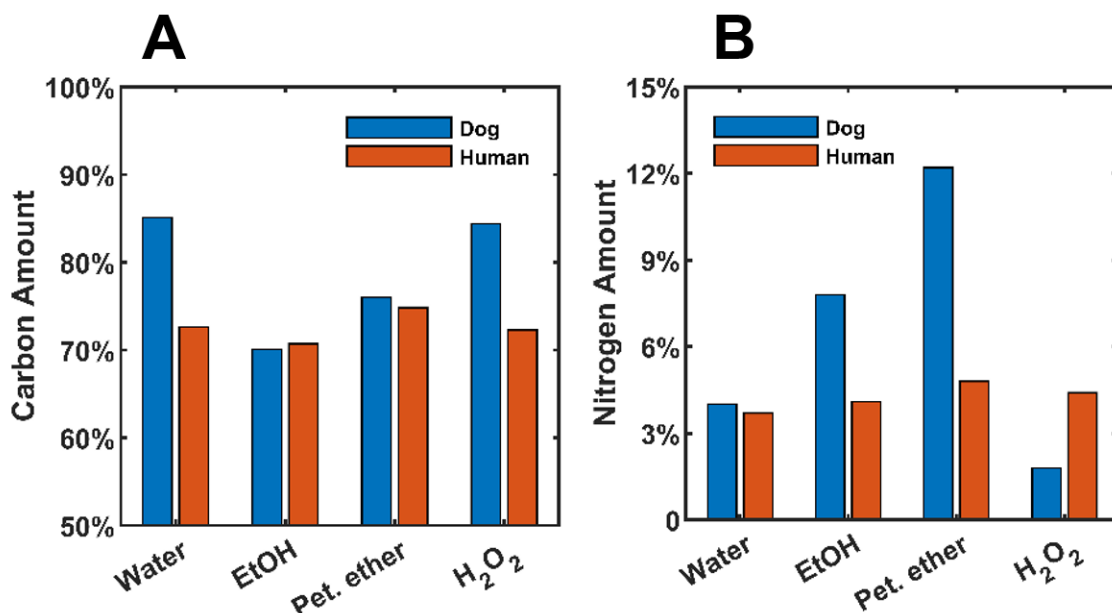 A
Carbon Amount
100%
90%
80%
70%
60%
50%
Dog
Human
Water
EtOH
Pet. ether
H₂O₂
B
Nitrogen Amount
15%
12%
9%
6%
3%
0
Dog
Human
Water
EtOH
Pet. ether
H₂O₂